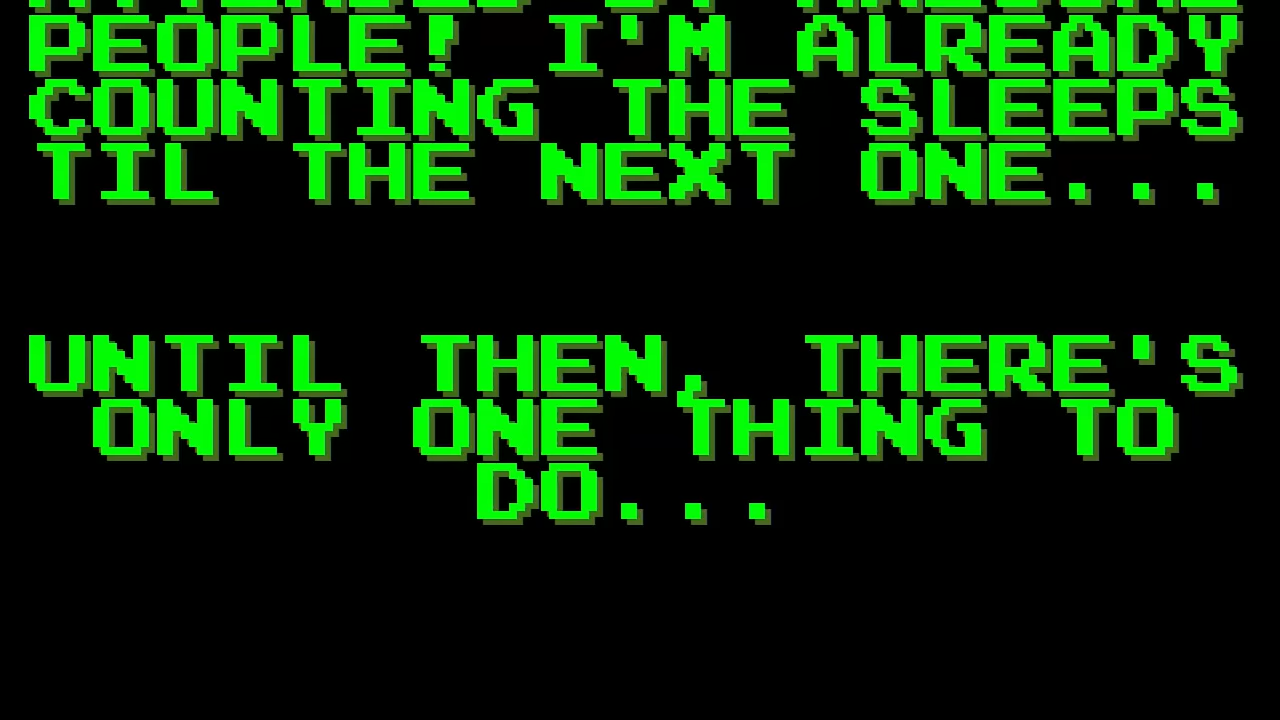 PEOPLE! I'M ALREADY
COUNTING THE SLEEPS
TIL THE NEXT ONE...
UNTIL THEN, THERE'S
ONLY ONE THING TO
DO...